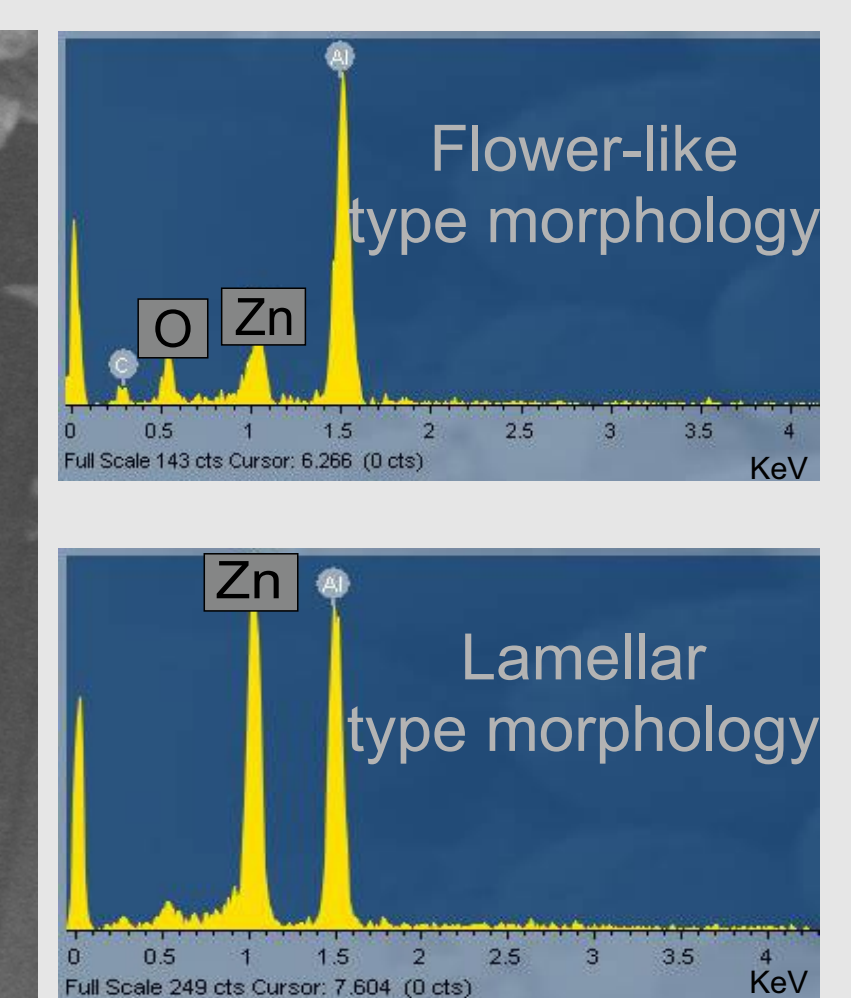 Al
Flower-like
type morphology
O
Zn
C
0 0.5 1 1.5 2 2.5 3 3.5 4
Full Scale 143 cts Cursor: 6.266 (0 cts)
KeV
Zn
Al
Lamellar
type morphology
0 0.5 1 1.5 2 2.5 3 3.5 4
Full Scale 249 cts Cursor: 7.604 (0 cts)
KeV